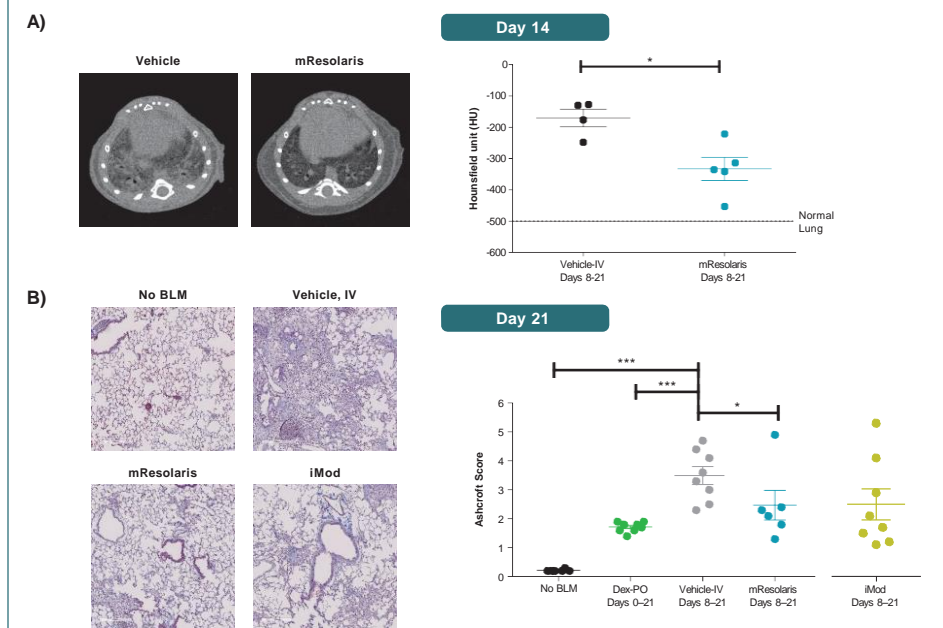 A)
Day 14
Vehicle
mResolaris
*
0
-100
-200
-300
-400
-500
-600
Hounsfield unit (HU)
Normal
Lung
Vehicle-IV
Days 8-21
mResolaris
Days 8-21
B)
No BLM
Vehicle, IV
mResolaris
iMod
Day 21
***
***
*
6
5
4
3
2
1
0
Ashcroft Score
No BLM
Dex-PO
Days 0–21
Vehicle-IV
Days 8–21
mResolaris
Days 8–21
iMod
Days 8–21